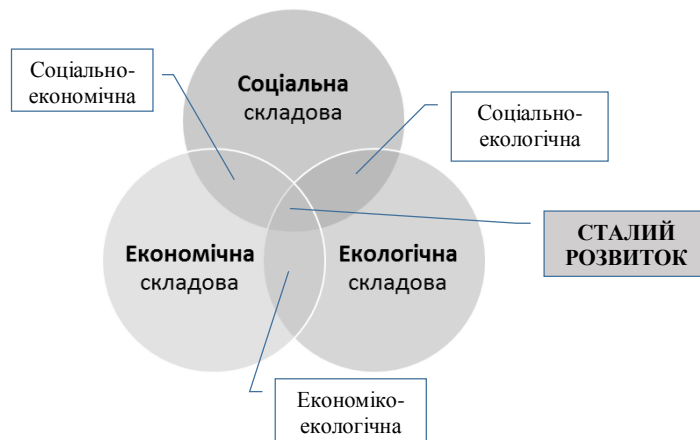 Соціально-
економічна
Соціальна
складова
Соціально-
екологічна
Економічна
складова
Екологічна
складова
СТАЛИЙ
РОЗВИТОК
Економіко-
екологічна